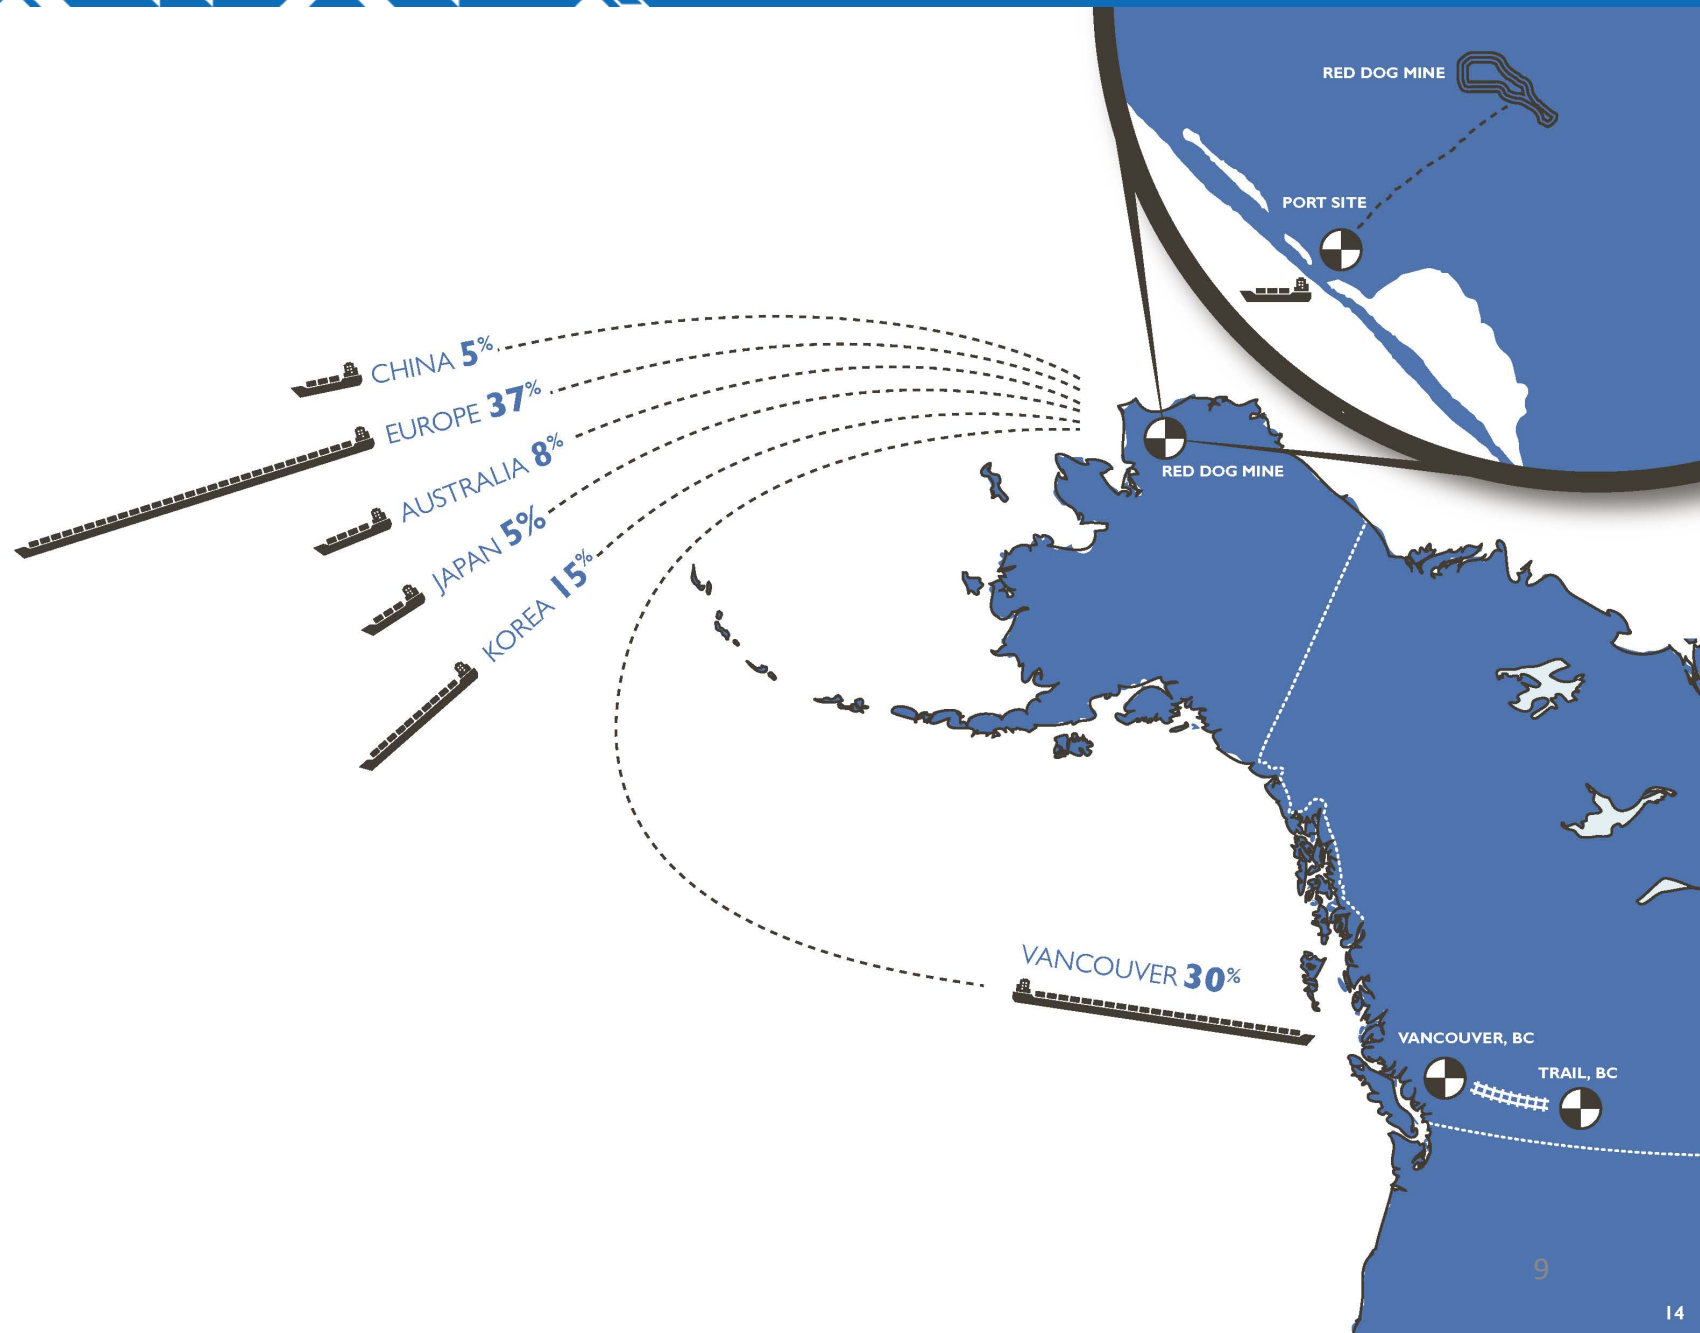 RED DOG MINE
PORT SITE
CHINA 5%
EUROPE 37%
AUSTRALIA 8%
JAPAN 5%
KOREA 15%
RED DOG MINE
VANCOUVER 30%
VANCOUVER, BC
TRAIL, BC
9
14